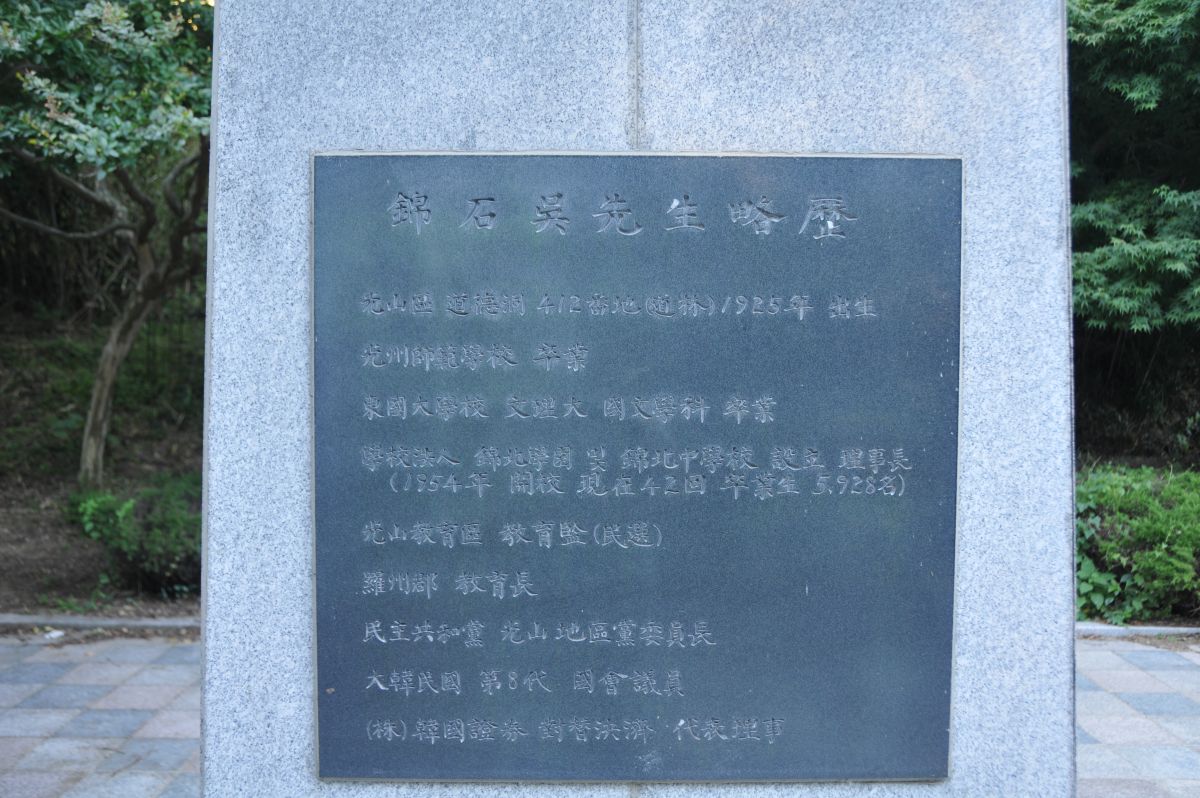 錦石吳先生略歷
光山區 道德洞 412番地(道林) 1925年 出生
光州師範學校 卒業
東國大學校 文理大 國文學科 卒業
學校法人 錦北學園 및 錦北中學校 設立 理事長
(1954年 開校 現在 42回 卒業生 5,928名)
光山敎育區 敎育監(民選)
羅州郡 敎育長
民主共和黨 光山 地區黨委員長
大韓民國 第8代 國會議員
(株)韓國證券 對替決濟 代表理事